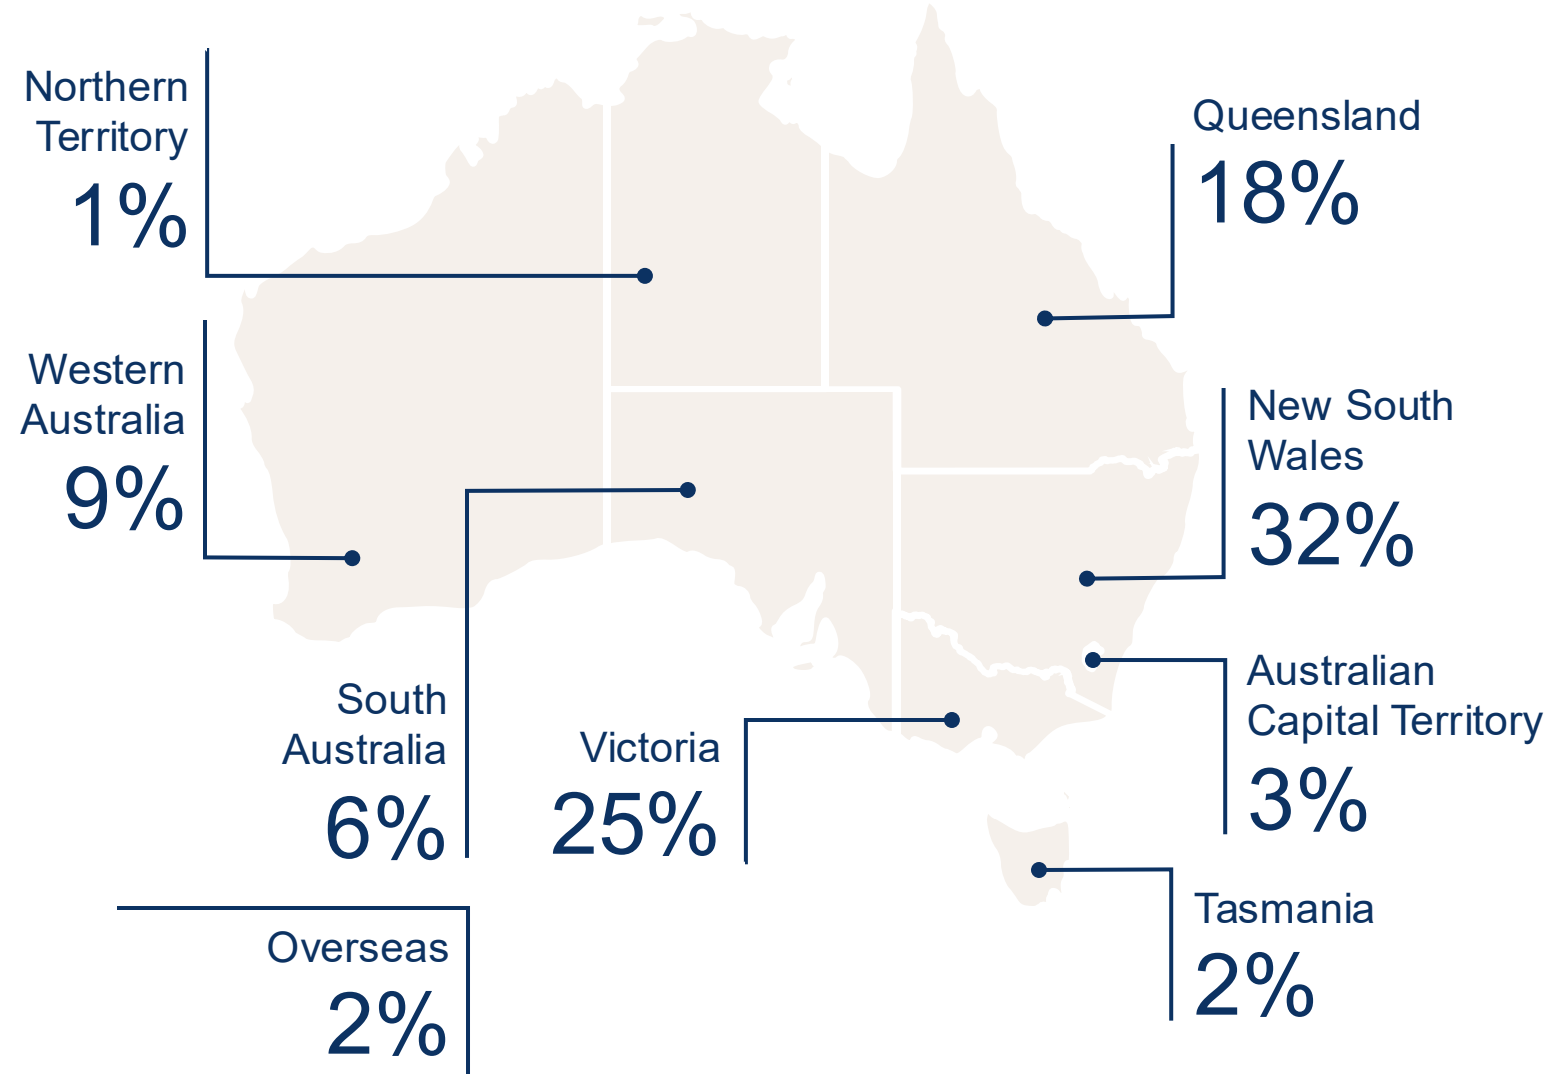 Northern
Territory
1%
Queensland
18%
Western
Australia
9%
New South
Wales
32%
South
Australia
6%
Victoria
25%
Australian
Capital Territory
3%
Overseas
2%
Tasmania
2%